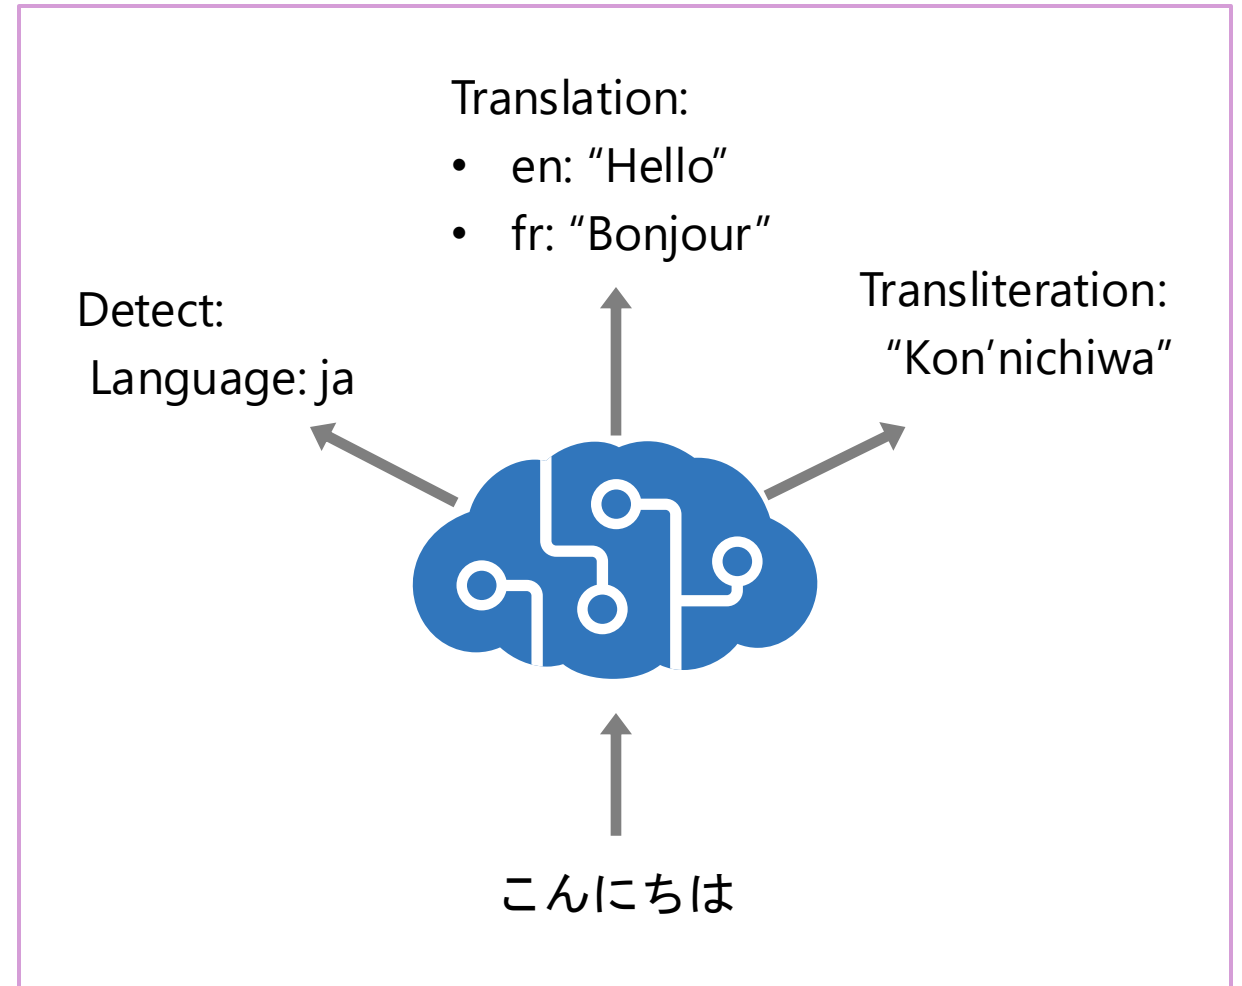 Translation:
• en: “Hello”
• fr: “Bonjour”
Detect:
Language: ja
Transliteration:
“Kon’nichiwa”
こんにちは